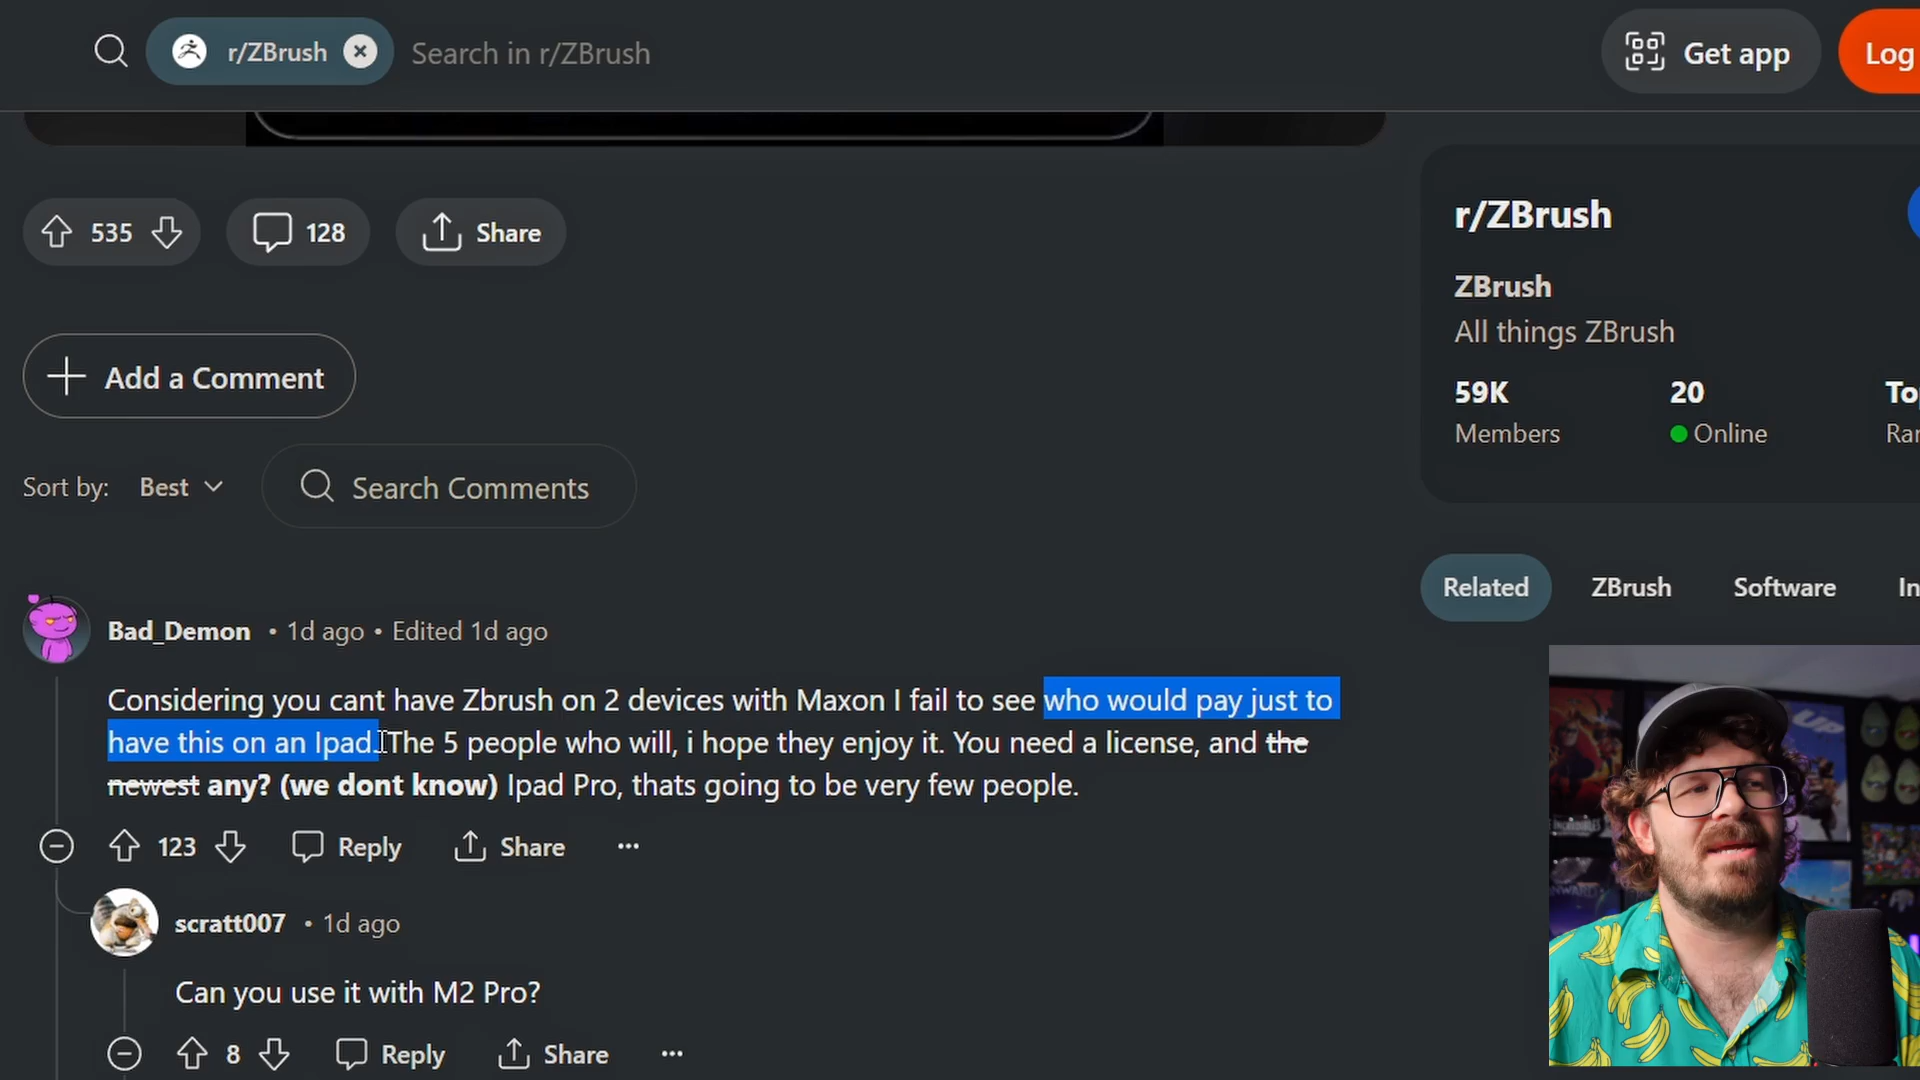 r/ZBrush
Search in r/ZBrush
Get app
Log
535
128
Share
r/ZBrush
ZBrush
All things ZBrush
59K
20
Members
Online
Add a Comment
Sort by:
Best
Search Comments
Related
ZBrush
Software
Bad_Demon • 1d ago • Edited 1d ago
Considering you cant have Zbrush on 2 devices with Maxon I fail to see who would pay just to
have this on an Ipad. The 5 people who will, i hope they enjoy it. You need a license, and the
newest any? (we dont know) Ipad Pro, thats going to be very few people.
123
Reply
Share
scratt007 • 1d ago
Can you use it with M2 Pro?
8
Reply
Share